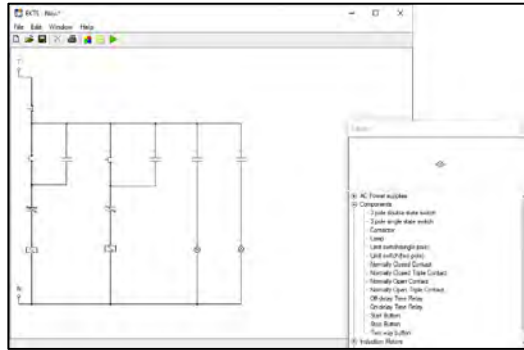 EKTS - New*
File Edit Window Help
AC Power supplies
Components
2 pole double state switch
2 pole single state switch
Contactor
Lamp
Limit switch(single pole)
Limit switch(two pole)
Normally Closed Contact
Normally Closed Triple Contact
Normally Open Contact
Normally Open Triple Contact
Off-delay Time Relay
On-delay Time Relay
Start Button
Stop Button
Two way button
Induction Motors